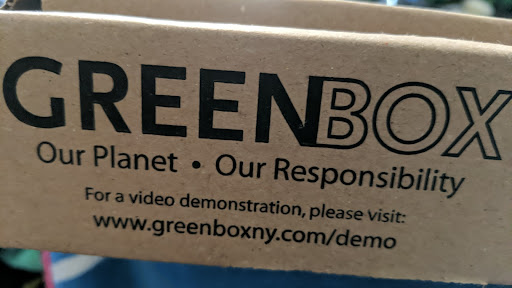 GREENBOX
Our Planet • Our Responsibility
For a video demonstration, please visit:
www.greenboxny.com/demo